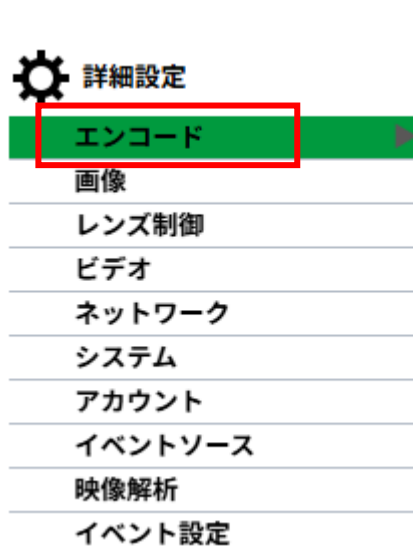 詳細設定
エンコード
画像
レンズ制御
ビデオ
ネットワーク
システム
アカウント
イベントソース
映像解析
イベント設定